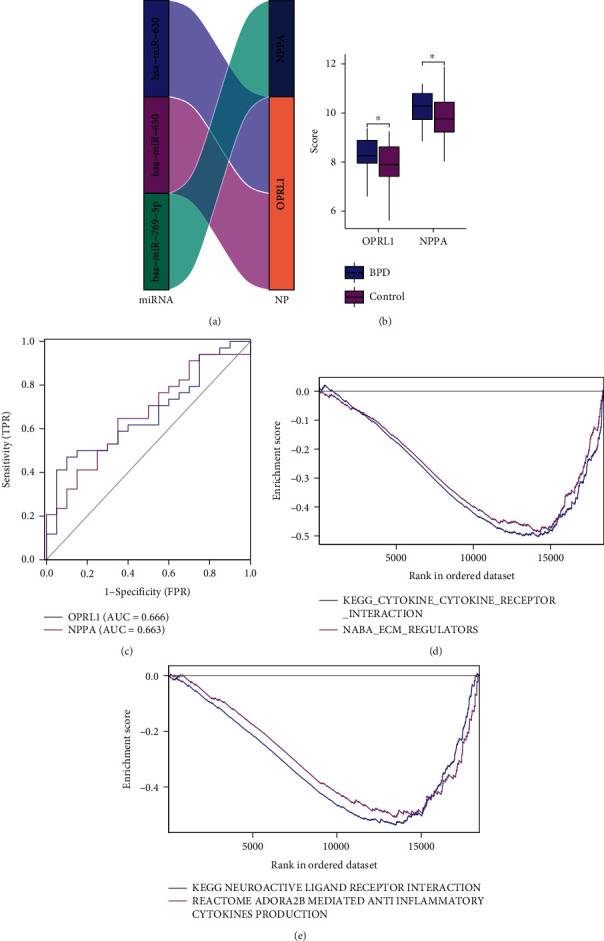 hsa-miR-630
hsa-miR-650
hsa-miR-769-5p
NPPA
OPRL1
miRNA
NP
(a)
Score
12
10
8
6
*
*
OPRL1
NPPA
BPD
Control
(b)
Sensitivity (TPR)
1.0
0.8
0.6
0.4
0.2
0.0
0.0
0.2
0.4
0.6
0.8
1.0
1-Specificity (FPR)
OPRL1 (AUC = 0.666)
NPPA (AUC = 0.663)
(c)
Enrichment score
0.0
-0.1
-0.2
-0.3
-0.4
-0.5
5000
10000
15000
Rank in ordered dataset
KEGG_CYTOKINE_CYTOKINE_RECEPTOR
_INTERACTION
NABA_ECM_REGULATORS
(d)
Enrichment score
0.0
-0.2
-0.4
5000
10000
15000
Rank in ordered dataset
KEGG NEUROACTIVE LIGAND RECEPTOR INTERACTION
REACTOME ADORA2B MEDIATED ANTI INFLAMMATORY
CYTOKINES PRODUCTION
(e)